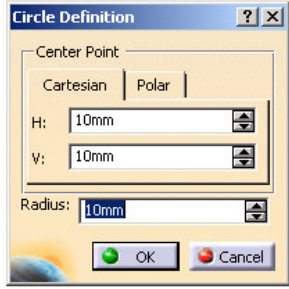 Circle Definition ? X
Center Point
Cartesian Polar
H: 10mm
V: 10mm
Radius: 10mm
OK Cancel